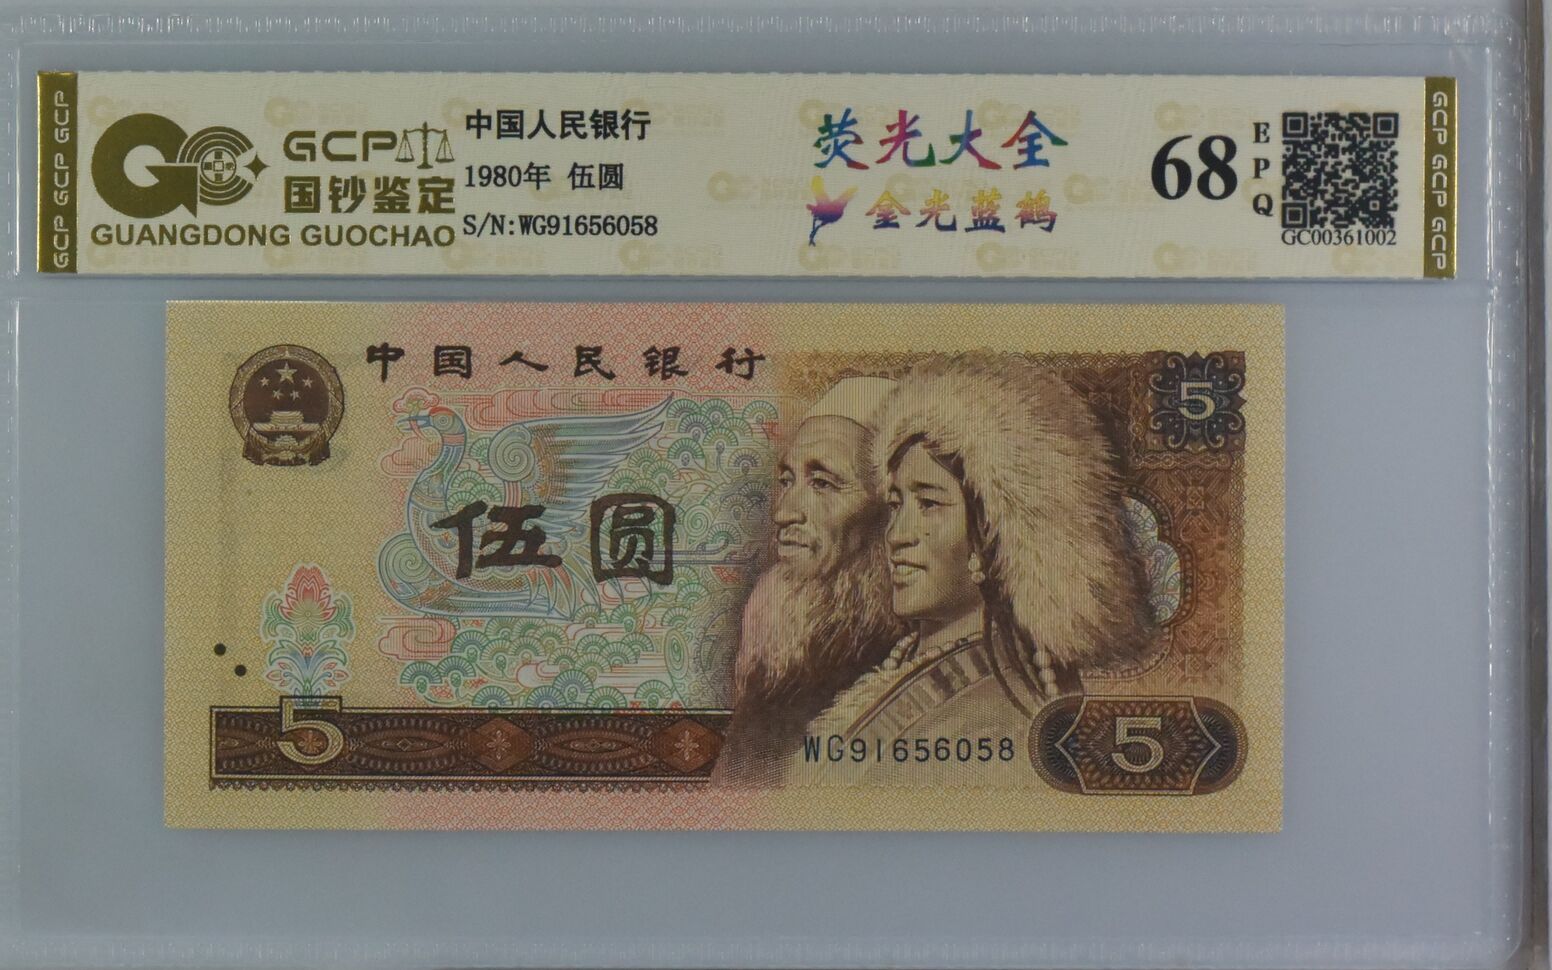 GCP GCP GCP
GCP
国钞鉴定
GUANGDONG GUOCHAO
中国人民银行
1980年 伍圆
S/N:WG91656058
荧光大全
金光蓝鹤
68
EPQ
GC00361002
GCP GCP GCP
中国人民银行
5
伍圆
5
WG91656058
5